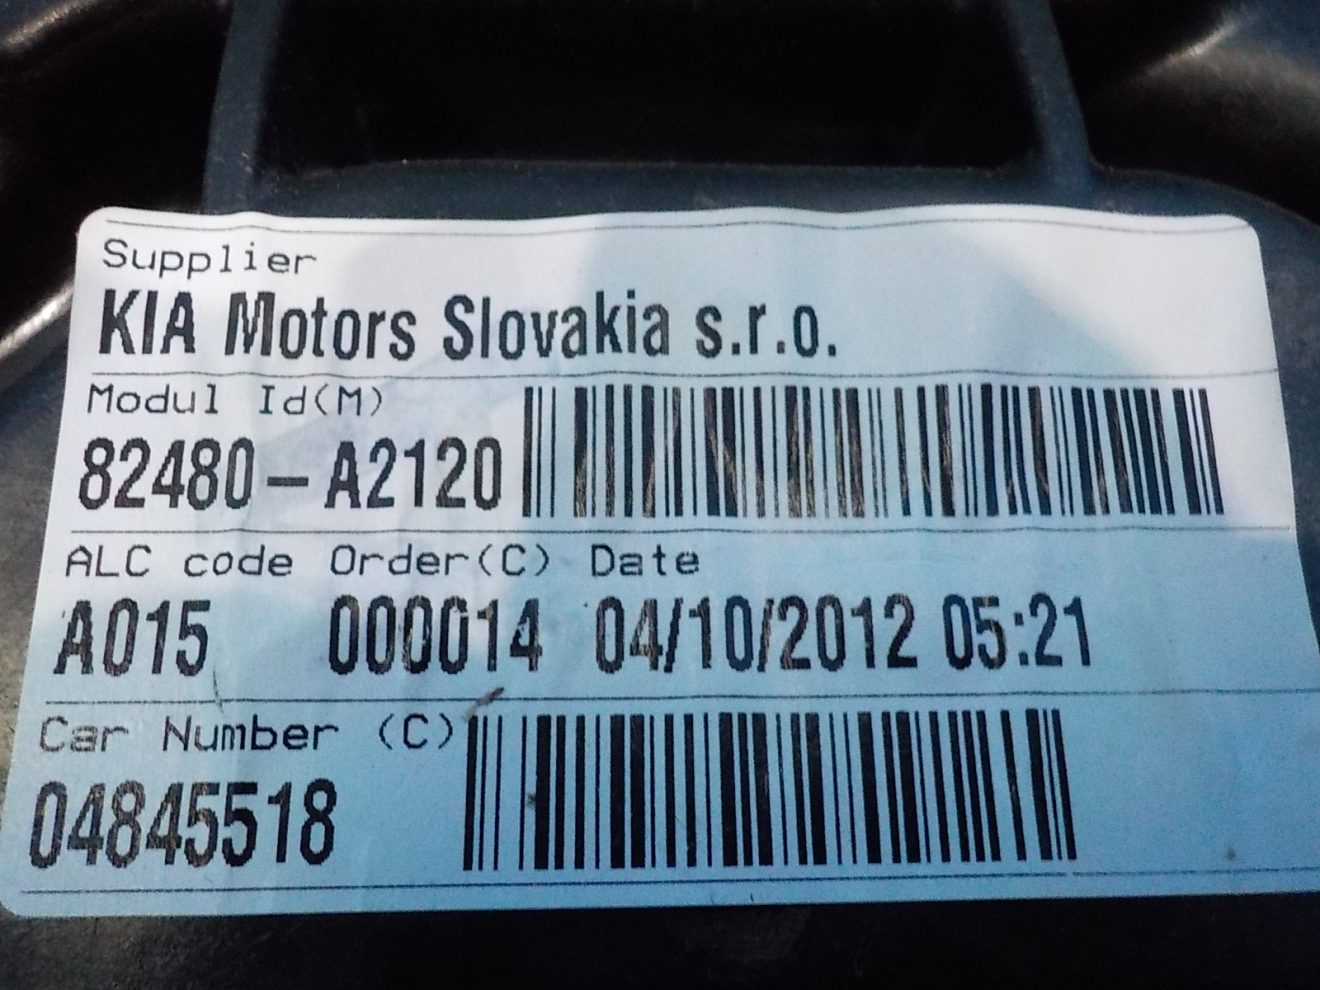 Supplier
KIA Motors Slovakia s.r.o.
Modul Id(M)
82480-A2120
ALC code Order(C) Date
A015 000014 04/10/2012 05:21
Car Number (C)
04845518